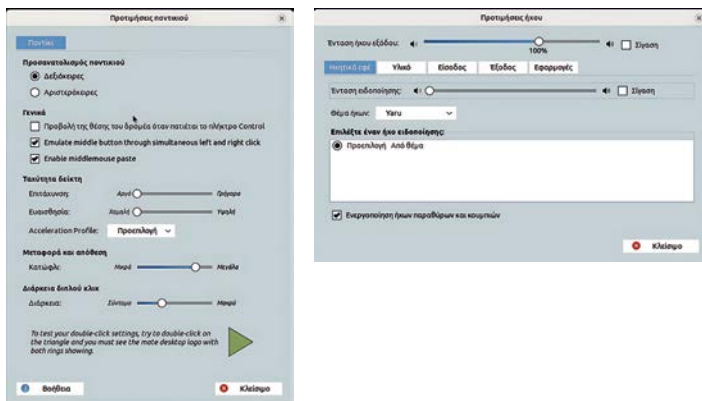 Προτιμήσεις ποντικιού
Ποντίκι
Προσανατολισμός ποντικιού
Δεξιόχειρες
Αριστερόχειρες
Γενικά
Προβολή της θέσης του δρομέα όταν πατιέται το πλήκτρο Control
Emulate middle button through simultaneous left and right click
Enable middlemouse paste
Ταχύτητα δείκτη
Επιτάχυνση: Αργή Γρήγορα
Ευαισθησία: Χαμηλή Υψηλή
Acceleration Profile: Προεπιλογή
Μεταφορά και απόθεση
Κατώφλι: Μικρό Μεγάλο
Διάρκεια διπλού κλικ
Διάρκεια: Σύντομο Μακρύ
To test your double-click settings, try to double-click on
the triangle and you must see the mate desktop logo with
both rings showing.
Βοήθεια Κλείσιμο
Προτιμήσεις ήχου
Ένταση ήχου εξόδου: Σίγαση
100%
Ηχητικά εφέ Υλικό Είσοδος Έξοδος Εφαρμογές
Ένταση ειδοποίησης: Σίγαση
Θέμα ήχων: Yaru
Επιλέξτε έναν ήχο ειδοποίησης:
Προεπιλογή Από θέμα
Ενεργοποίηση ήχων παραθύρων και κουμπιών
Κλείσιμο